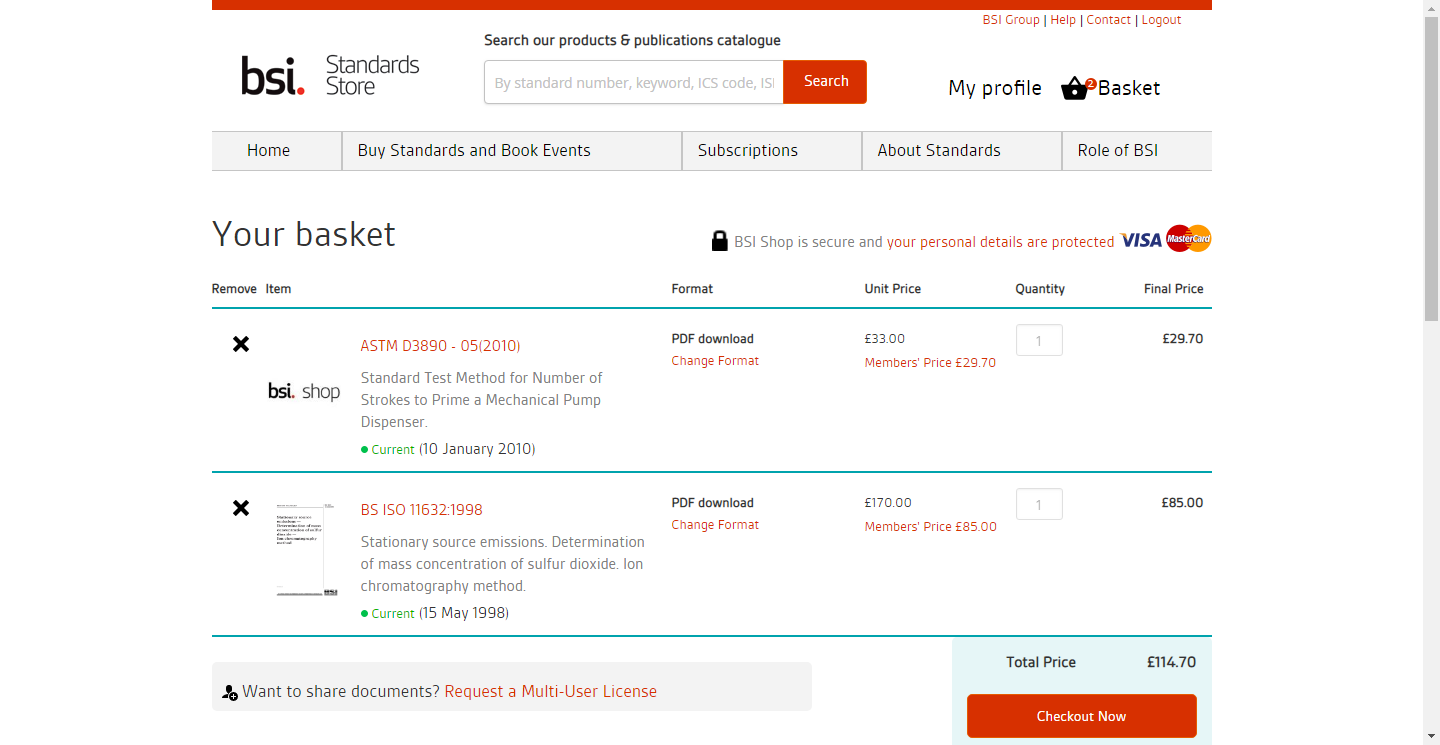 BSI Group | Help | Contact | Logout
Search our products & publications catalogue
bsi. Standards Store
By standard number, keyword, ICS code, ISI
Search
My profile
2
Basket
Home
Buy Standards and Book Events
Subscriptions
About Standards
Role of BSI
Your basket
BSI Shop is secure and your personal details are protected
VISA
MasterCard
Remove Item Format Unit Price Quantity Final Price
bsi. shop
ASTM D3890 - 05(2010)
Standard Test Method for Number of
Strokes to Prime a Mechanical Pump
Dispenser.
Current (10 January 2010)
PDF download
Change Format
£33.00
Members' Price £29.70
1
£29.70
BS ISO 11632:1998
Stationary source emissions. Determination
of mass concentration of sulfur dioxide. Ion
chromatography method.
Current (15 May 1998)
PDF download
Change Format
£170.00
Members' Price £85.00
1
£85.00
Want to share documents? Request a Multi-User License
Total Price £114.70
Checkout Now